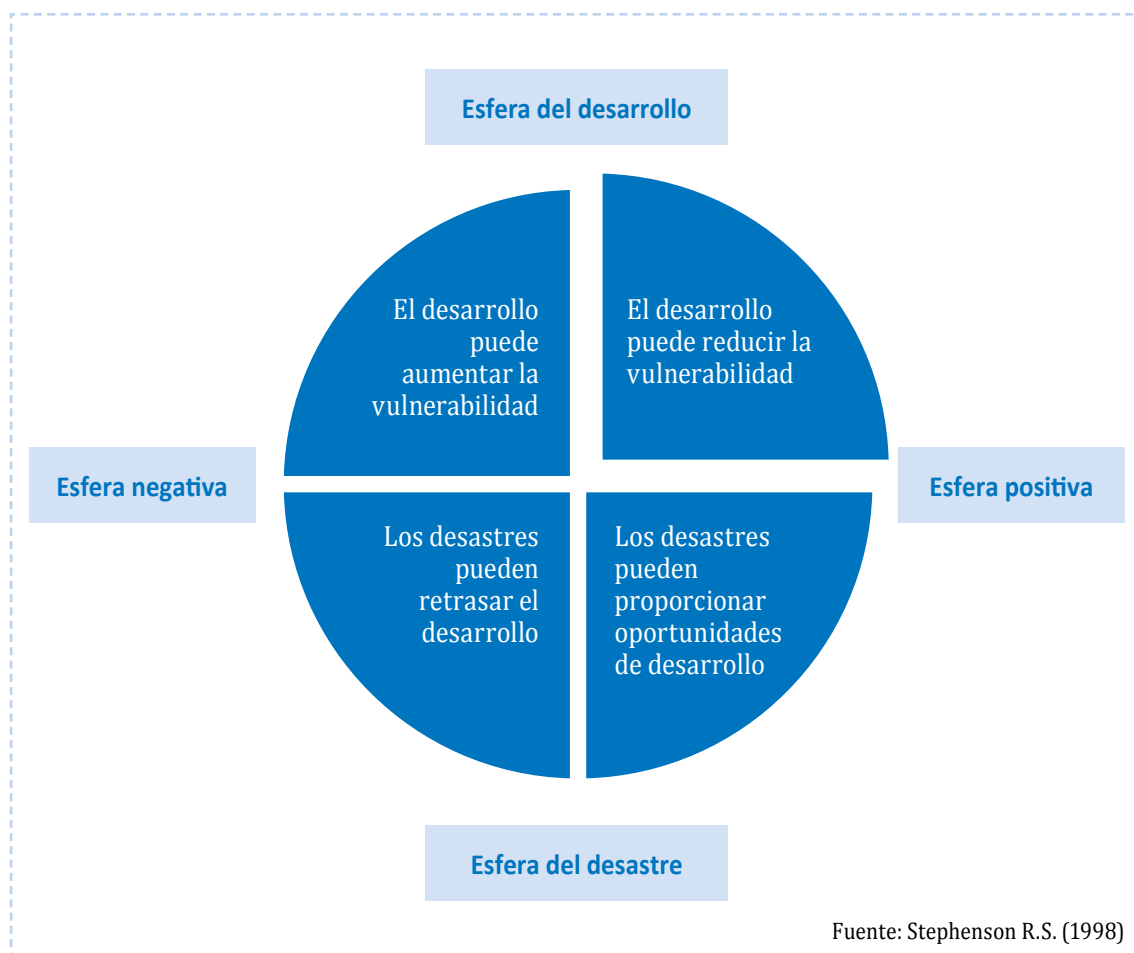 Esfera del desarrollo
El desarrollo
puede
aumentar la
vulnerabilidad
El desarrollo
puede reducir la
vulnerabilidad
Esfera negativa
Esfera positiva
Los desastres
pueden
retrasar el
desarrollo
Los desastres
pueden
proporcionar
oportunidades
de desarrollo
Esfera del desastre
Fuente: Stephenson R.S. (1998)